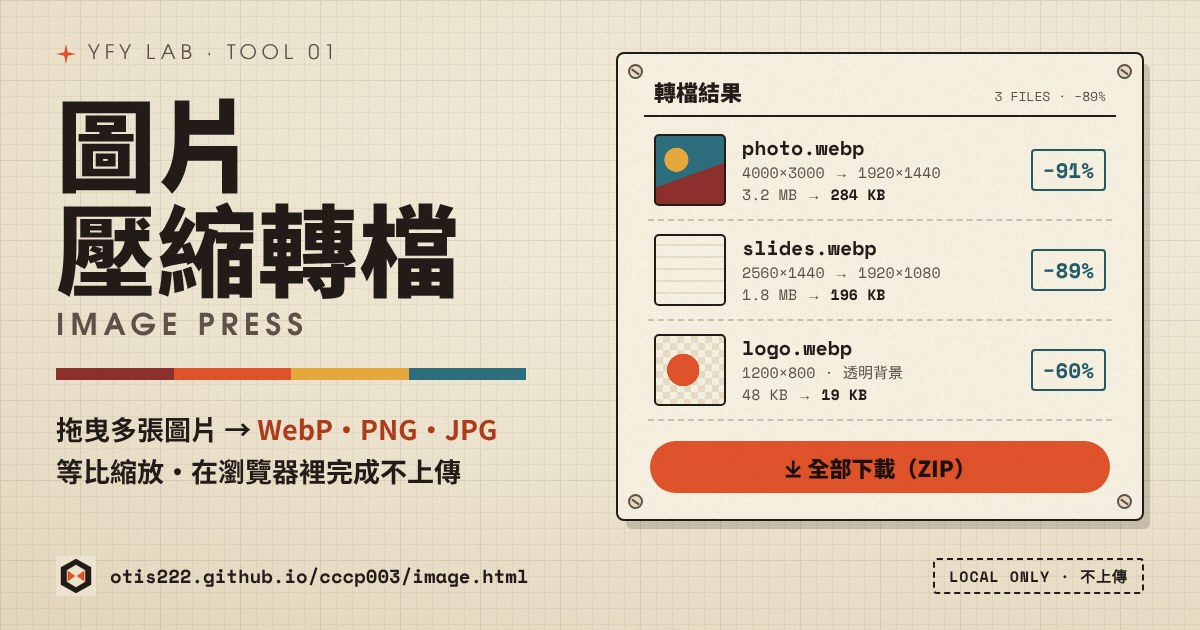 YFY LAB · TOOL 01
圖片
壓縮轉檔
IMAGE PRESS
拖曳多張圖片 → WebP・PNG・JPG
等比縮放・在瀏覽器裡完成不上傳
otis222.github.io/cccp003/image.html
轉檔結果
3 FILES · -89%
photo.webp
4000×3000 → 1920×1440
3.2 MB → 284 KB
-91%
slides.webp
2560×1440 → 1920×1080
1.8 MB → 196 KB
-89%
logo.webp
1200×800 · 透明背景
48 KB → 19 KB
-60%
↓ 全部下載（ZIP）
LOCAL ONLY · 不上傳